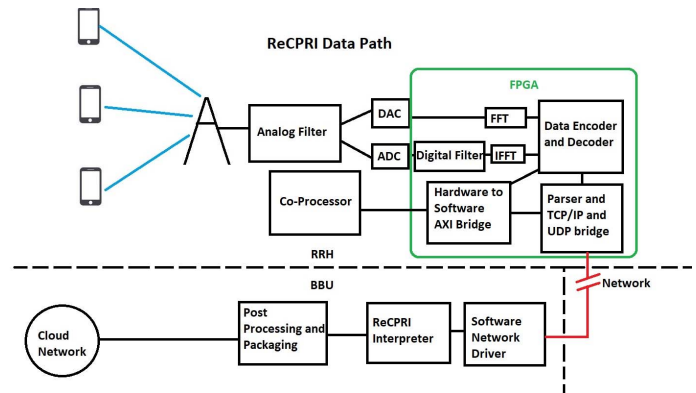 ReCPRI Data Path
FPGA
DAC
FFT
Analog Filter
Data Encoder
and Decoder
ADC
Digital Filter
IFFT
Co-Processor
Hardware to
Software
AXI Bridge
Parser and
TCP/IP and
UDP bridge
RRH
BBU
Network
Cloud
Network
Post
Processing and
Packaging
ReCPRI
Interpreter
Software
Network
Driver